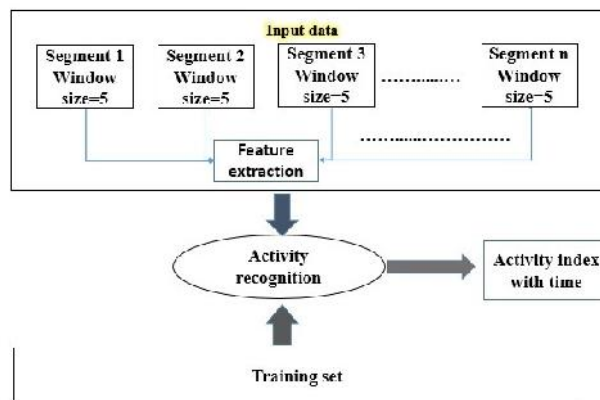 Input data
Segment 1
Window
size=5
Segment 2
Window
size=5
Segment 3
Window
size=5
Segment n
Window
size=5
Feature
extraction
Activity
recognition
Activity index
with time
Training set